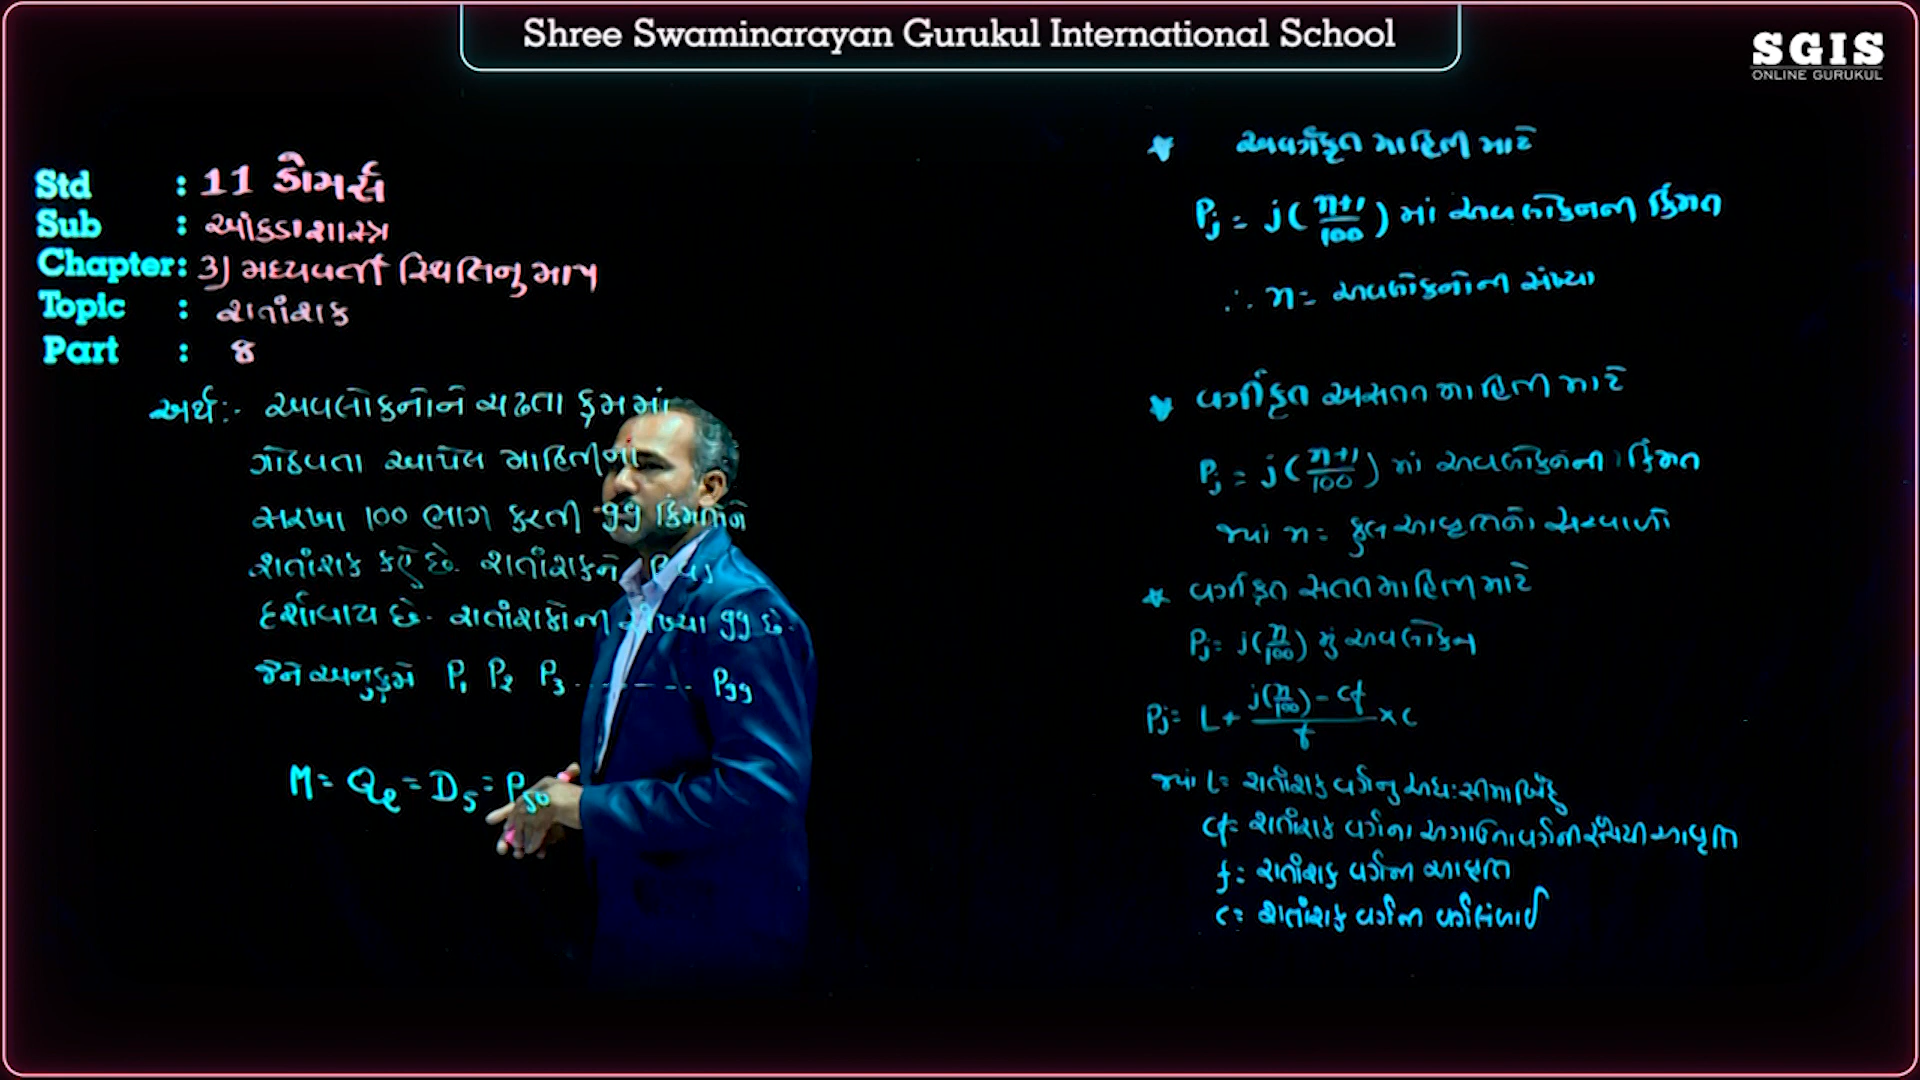 Shree Swaminarayan Gurukul International School
SGIS
ONLINE GURUKUL
Std : 11 કોમર્સ
Sub : આંકડાશાસ્ત્ર
Chapter: 3) મધ્યવર્તી સ્થિતિનુ માપ
Topic : શતાંશક
Part : 8
અર્થ:- અવલોકનોને ચઢતા ક્રમમાં
ગોઠવતા આપેલ માહિતીના
સરખા 100 ભાગ કરતી 99 કિંમતોને
શતાંશક કહે છે. શતાંશકને
દર્શાવાય છે. શતાંશકોની સંખ્યા 99 છે.
જેને અનુક્રમે P₁ P₂ P₃ -------- P₉₉
M = Q₂ = D₅ = P₅₀
★ અવર્ગીકૃત માહિતી માટે
Pj = j(n+1/100) માં અવલોકનની કિંમત
∴ n = અવલોકનોની સંખ્યા
★ વર્ગીકૃત અસતત માહિતી માટે
Pj = j(n+1/100) માં અવલોકનની કિંમત
જ્યાં n = કુલ આવૃત્તિનો સરવાળો
★ વર્ગીકૃત સતત માહિતી માટે
Pj = j(n/100) મું અવલોકન
Pj = L + j(n/100) - cf / f × c
જ્યાં L = શતાંશક વર્ગનુ અધ:સીમાબિંદુ
cf = શતાંશક વર્ગના આગળના વર્ગની સંચયી આવૃત્તિ
f = શતાંશક વર્ગની આવૃત્તિ
c = શતાંશક વર્ગની વર્ગલંબાઈ